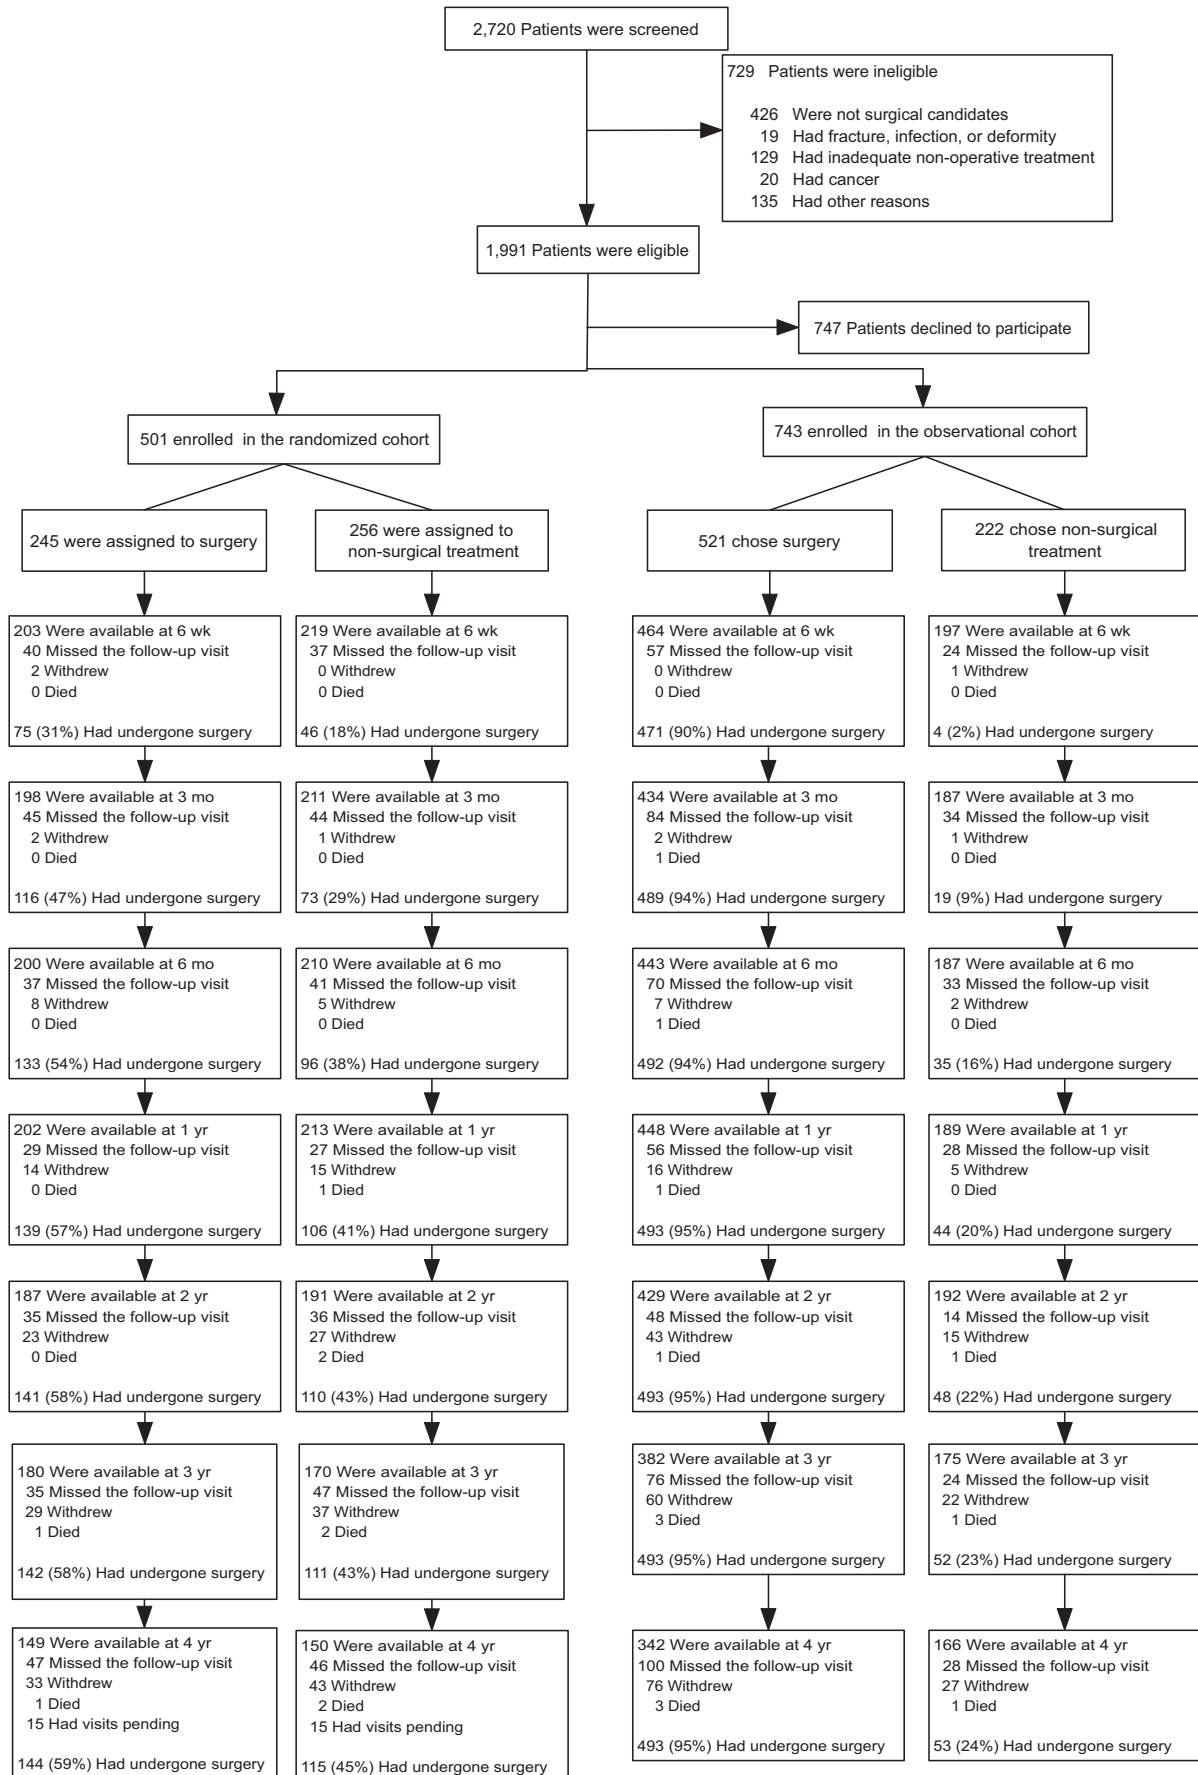 2,720 Patients were screened
729 Patients were ineligible
426 Were not surgical candidates
19 Had fracture, infection, or deformity
129 Had inadequate non-operative treatment
20 Had cancer
135 Had other reasons
1,991 Patients were eligible
747 Patients declined to participate
501 enrolled in the randomized cohort
743 enrolled in the observational cohort
245 were assigned to surgery
256 were assigned to
non-surgical treatment
521 chose surgery
222 chose non-surgical
treatment
203 Were available at 6 wk
40 Missed the follow-up visit
2 Withdrew
0 Died
75 (31%) Had undergone surgery
219 Were available at 6 wk
37 Missed the follow-up visit
0 Withdrew
0 Died
46 (18%) Had undergone surgery
464 Were available at 6 wk
57 Missed the follow-up visit
0 Withdrew
0 Died
471 (90%) Had undergone surgery
197 Were available at 6 wk
24 Missed the follow-up visit
1 Withdrew
0 Died
4 (2%) Had undergone surgery
198 Were available at 3 mo
45 Missed the follow-up visit
2 Withdrew
0 Died
116 (47%) Had undergone surgery
211 Were available at 3 mo
44 Missed the follow-up visit
1 Withdrew
0 Died
73 (29%) Had undergone surgery
434 Were available at 3 mo
84 Missed the follow-up visit
2 Withdrew
1 Died
489 (94%) Had undergone surgery
187 Were available at 3 mo
34 Missed the follow-up visit
1 Withdrew
0 Died
19 (9%) Had undergone surgery
200 Were available at 6 mo
37 Missed the follow-up visit
8 Withdrew
0 Died
133 (54%) Had undergone surgery
210 Were available at 6 mo
41 Missed the follow-up visit
5 Withdrew
0 Died
96 (38%) Had undergone surgery
443 Were available at 6 mo
70 Missed the follow-up visit
7 Withdrew
1 Died
492 (94%) Had undergone surgery
187 Were available at 6 mo
33 Missed the follow-up visit
2 Withdrew
0 Died
35 (16%) Had undergone surgery
202 Were available at 1 yr
29 Missed the follow-up visit
14 Withdrew
0 Died
139 (57%) Had undergone surgery
213 Were available at 1 yr
27 Missed the follow-up visit
15 Withdrew
1 Died
106 (41%) Had undergone surgery
448 Were available at 1 yr
56 Missed the follow-up visit
16 Withdrew
1 Died
493 (95%) Had undergone surgery
189 Were available at 1 yr
28 Missed the follow-up visit
5 Withdrew
0 Died
44 (20%) Had undergone surgery
187 Were available at 2 yr
35 Missed the follow-up visit
23 Withdrew
0 Died
141 (58%) Had undergone surgery
191 Were available at 2 yr
36 Missed the follow-up visit
27 Withdrew
2 Died
110 (43%) Had undergone surgery
429 Were available at 2 yr
48 Missed the follow-up visit
43 Withdrew
1 Died
493 (95%) Had undergone surgery
192 Were available at 2 yr
14 Missed the follow-up visit
15 Withdrew
1 Died
48 (22%) Had undergone surgery
180 Were available at 3 yr
35 Missed the follow-up visit
29 Withdrew
1 Died
142 (58%) Had undergone surgery
170 Were available at 3 yr
47 Missed the follow-up visit
37 Withdrew
2 Died
111 (43%) Had undergone surgery
382 Were available at 3 yr
76 Missed the follow-up visit
60 Withdrew
3 Died
493 (95%) Had undergone surgery
175 Were available at 3 yr
24 Missed the follow-up visit
22 Withdrew
1 Died
52 (23%) Had undergone surgery
149 Were available at 4 yr
47 Missed the follow-up visit
33 Withdrew
1 Died
15 Had visits pending
144 (59%) Had undergone surgery
150 Were available at 4 yr
46 Missed the follow-up visit
43 Withdrew
2 Died
15 Had visits pending
115 (45%) Had undergone surgery
342 Were available at 4 yr
100 Missed the follow-up visit
76 Withdrew
3 Died
493 (95%) Had undergone surgery
166 Were available at 4 yr
28 Missed the follow-up visit
27 Withdrew
1 Died
53 (24%) Had undergone surgery